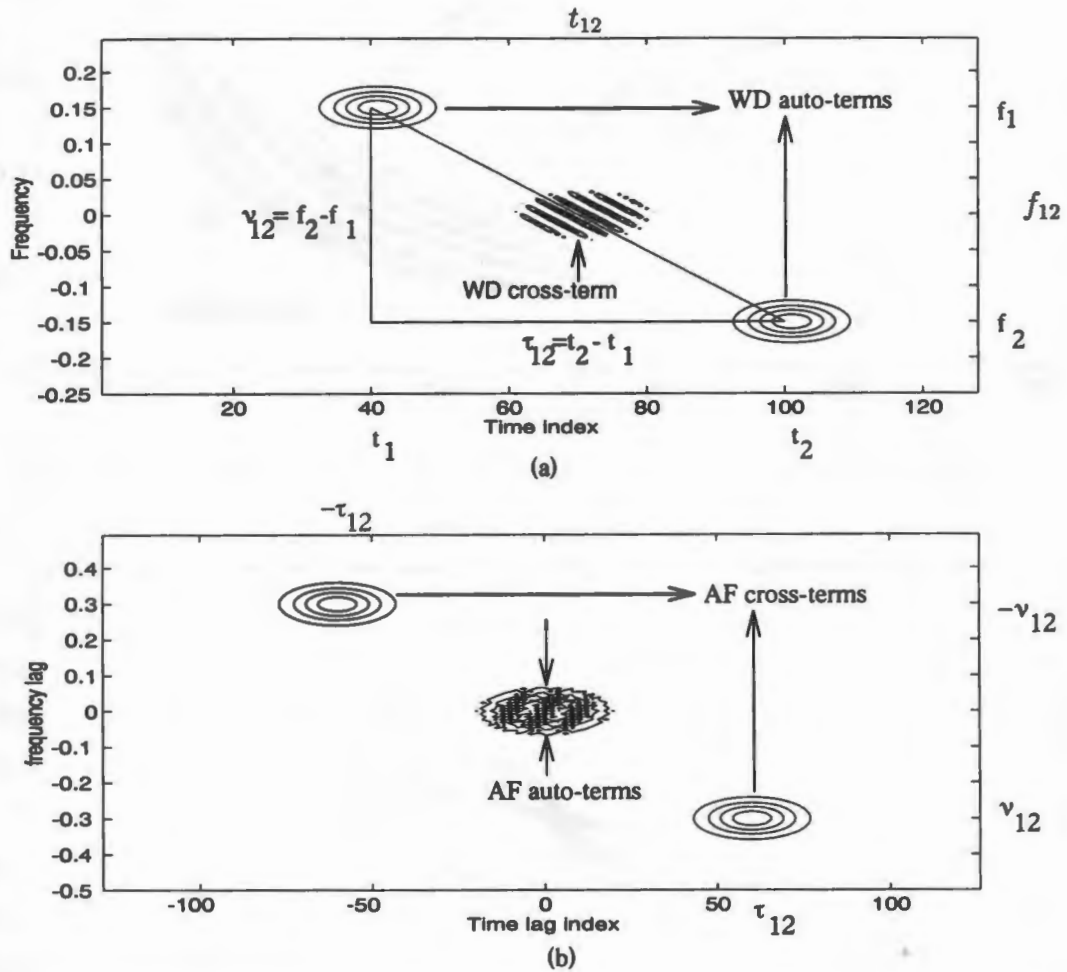 t12
0.2
0.15 WD auto-terms f1
0.1
0.05
Frequency 0 ν12= f2-f1 f12
-0.05
WD cross-term
-0.1
-0.15 f2
τ12=t2- t1
-0.2
-0.25
20 40 60 80 100 120
t1 Time index t2
(a)
-τ12
0.4
0.3 AF cross-terms -ν12
0.2
0.1
frequency lag 0
-0.1
-0.2 AF auto-terms
-0.3 ν12
-0.4
-0.5
-100 -50 0 50 100
Time lag index τ12
(b)